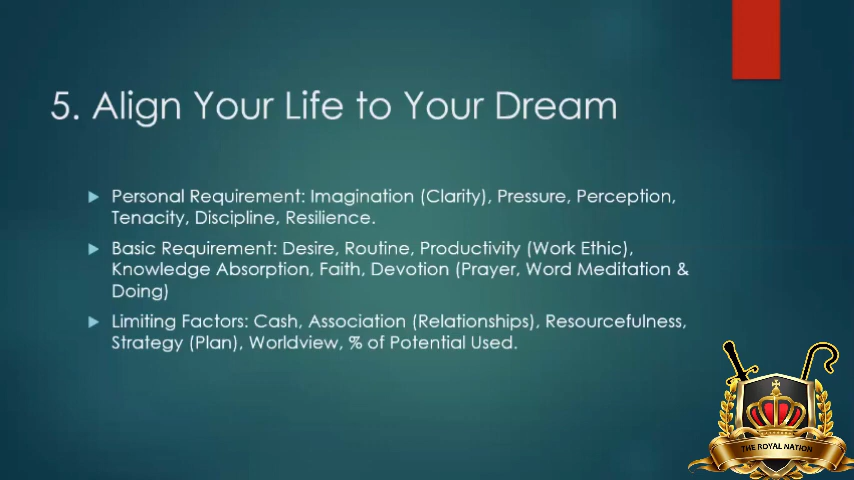 5. Align Your Life to Your Dream
Personal Requirement: Imagination (Clarity), Pressure, Perception,
Tenacity, Discipline, Resilience.
Basic Requirement: Desire, Routine, Productivity (Work Ethic),
Knowledge Absorption, Faith, Devotion (Prayer, Word Meditation &
Doing)
Limiting Factors: Cash, Association (Relationships), Resourcefulness,
Strategy (Plan), Worldview, % of Potential Used.
THE ROYAL NATION